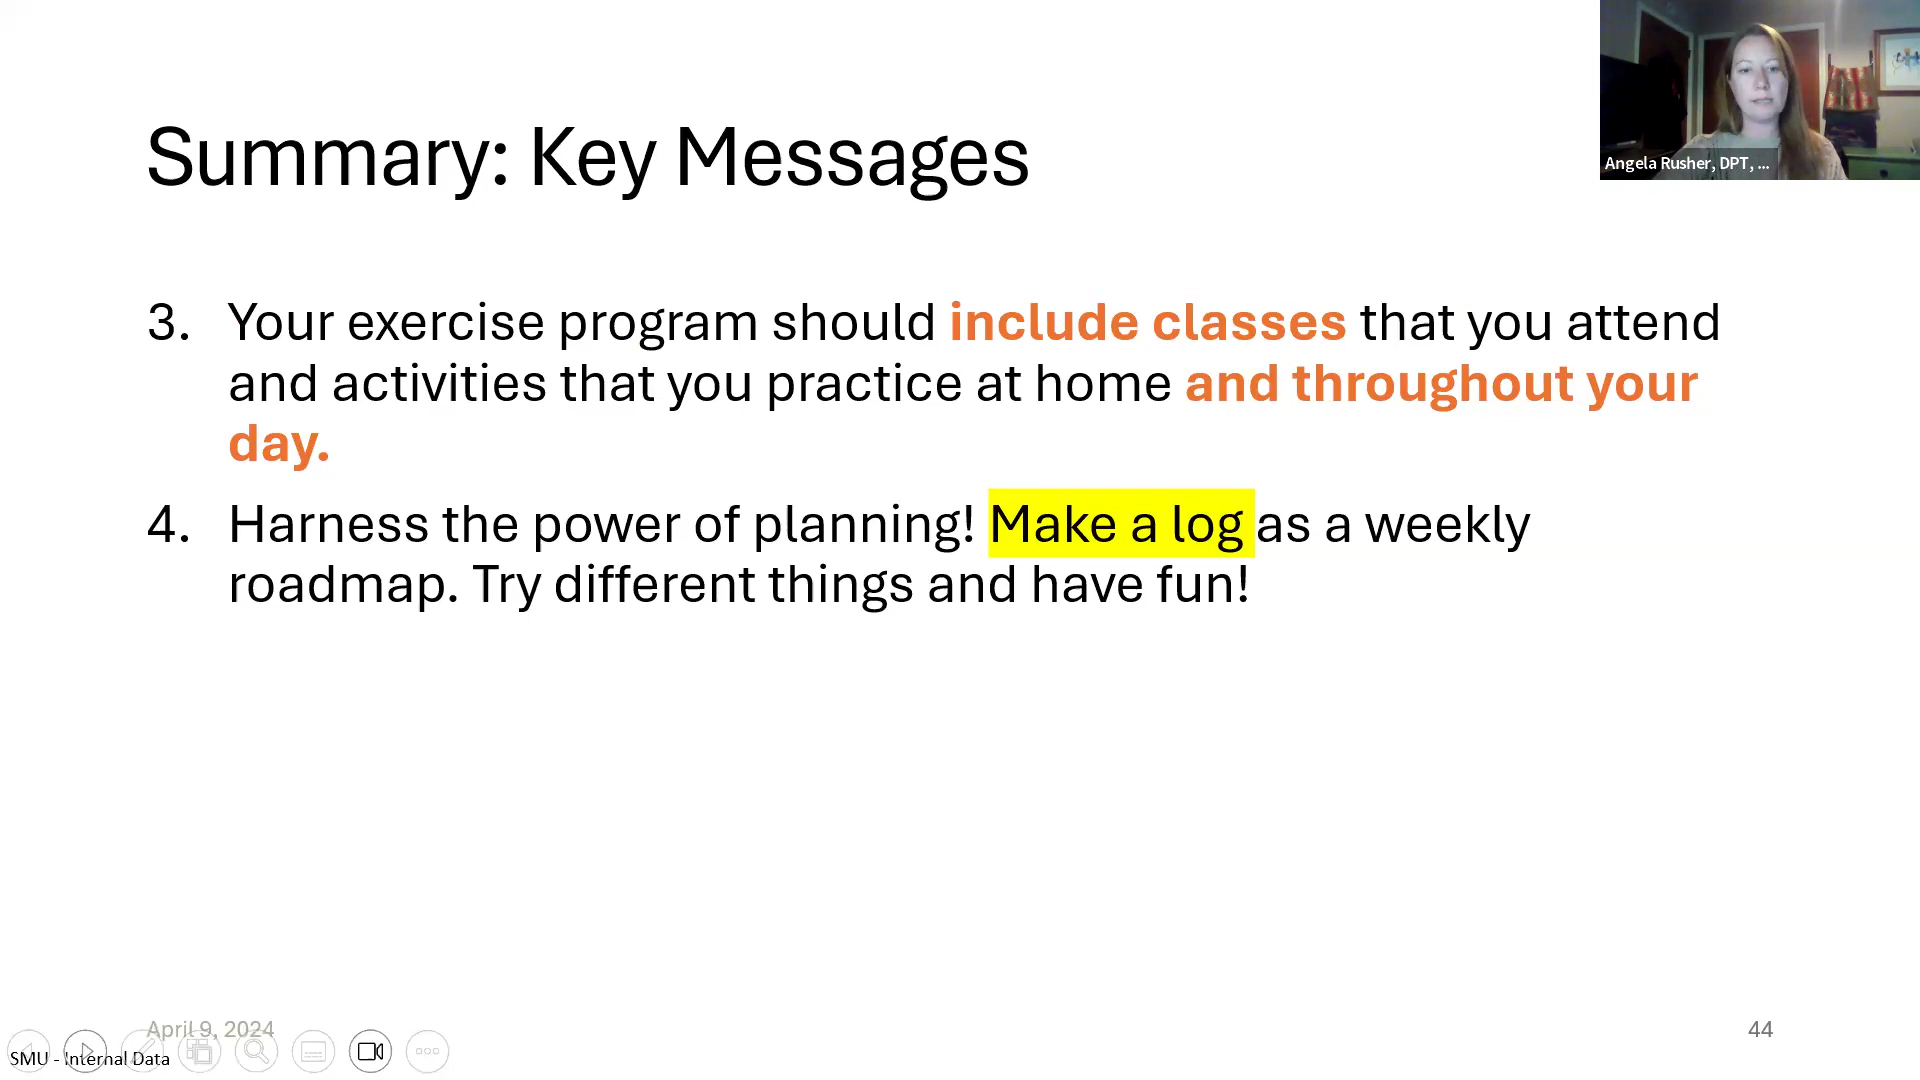 Summary: Key Messages
Angela Rusher, DPT, ...
3. Your exercise program should include classes that you attend
and activities that you practice at home and throughout your
day.
4. Harness the power of planning! Make a log as a weekly
roadmap. Try different things and have fun!
April 9, 2024
44
SMU - Internal Data